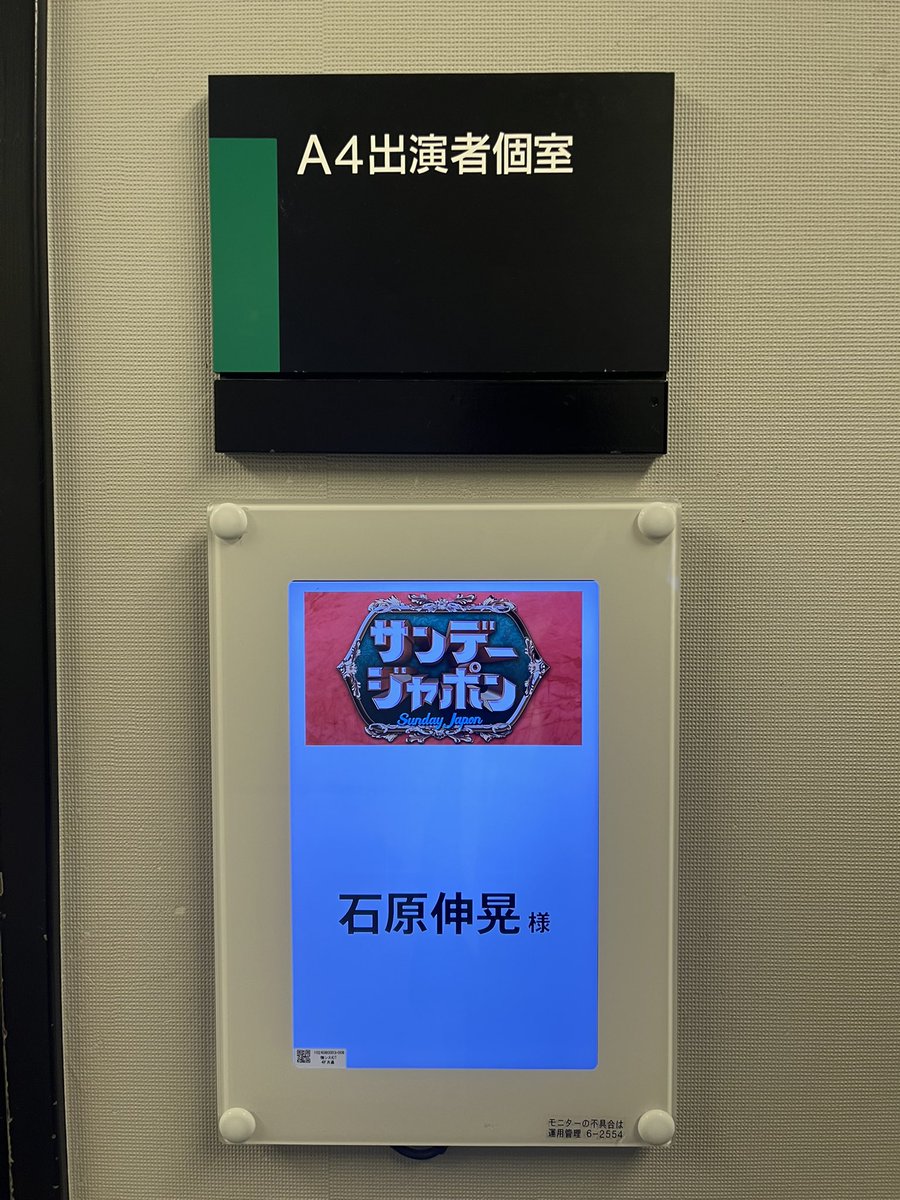 A4出演者個室
サンデー
ジャポン
Sunday Japon
石原伸晃 様
モニターの不具合は
運用管理 6-2554